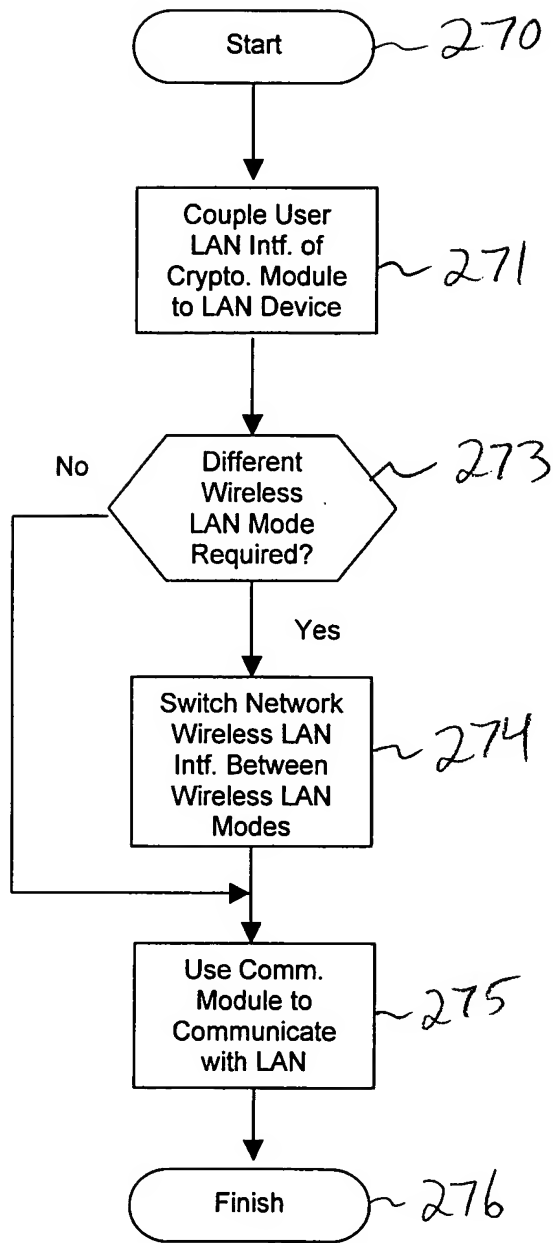 Start
270
Couple User
LAN Intf. of
Crypto. Module
to LAN Device
271
No
Different
Wireless
LAN Mode
Required?
273
Yes
Switch Network
Wireless LAN
Intf. Between
Wireless LAN
Modes
274
Use Comm.
Module to
Communicate
with LAN
275
Finish
276